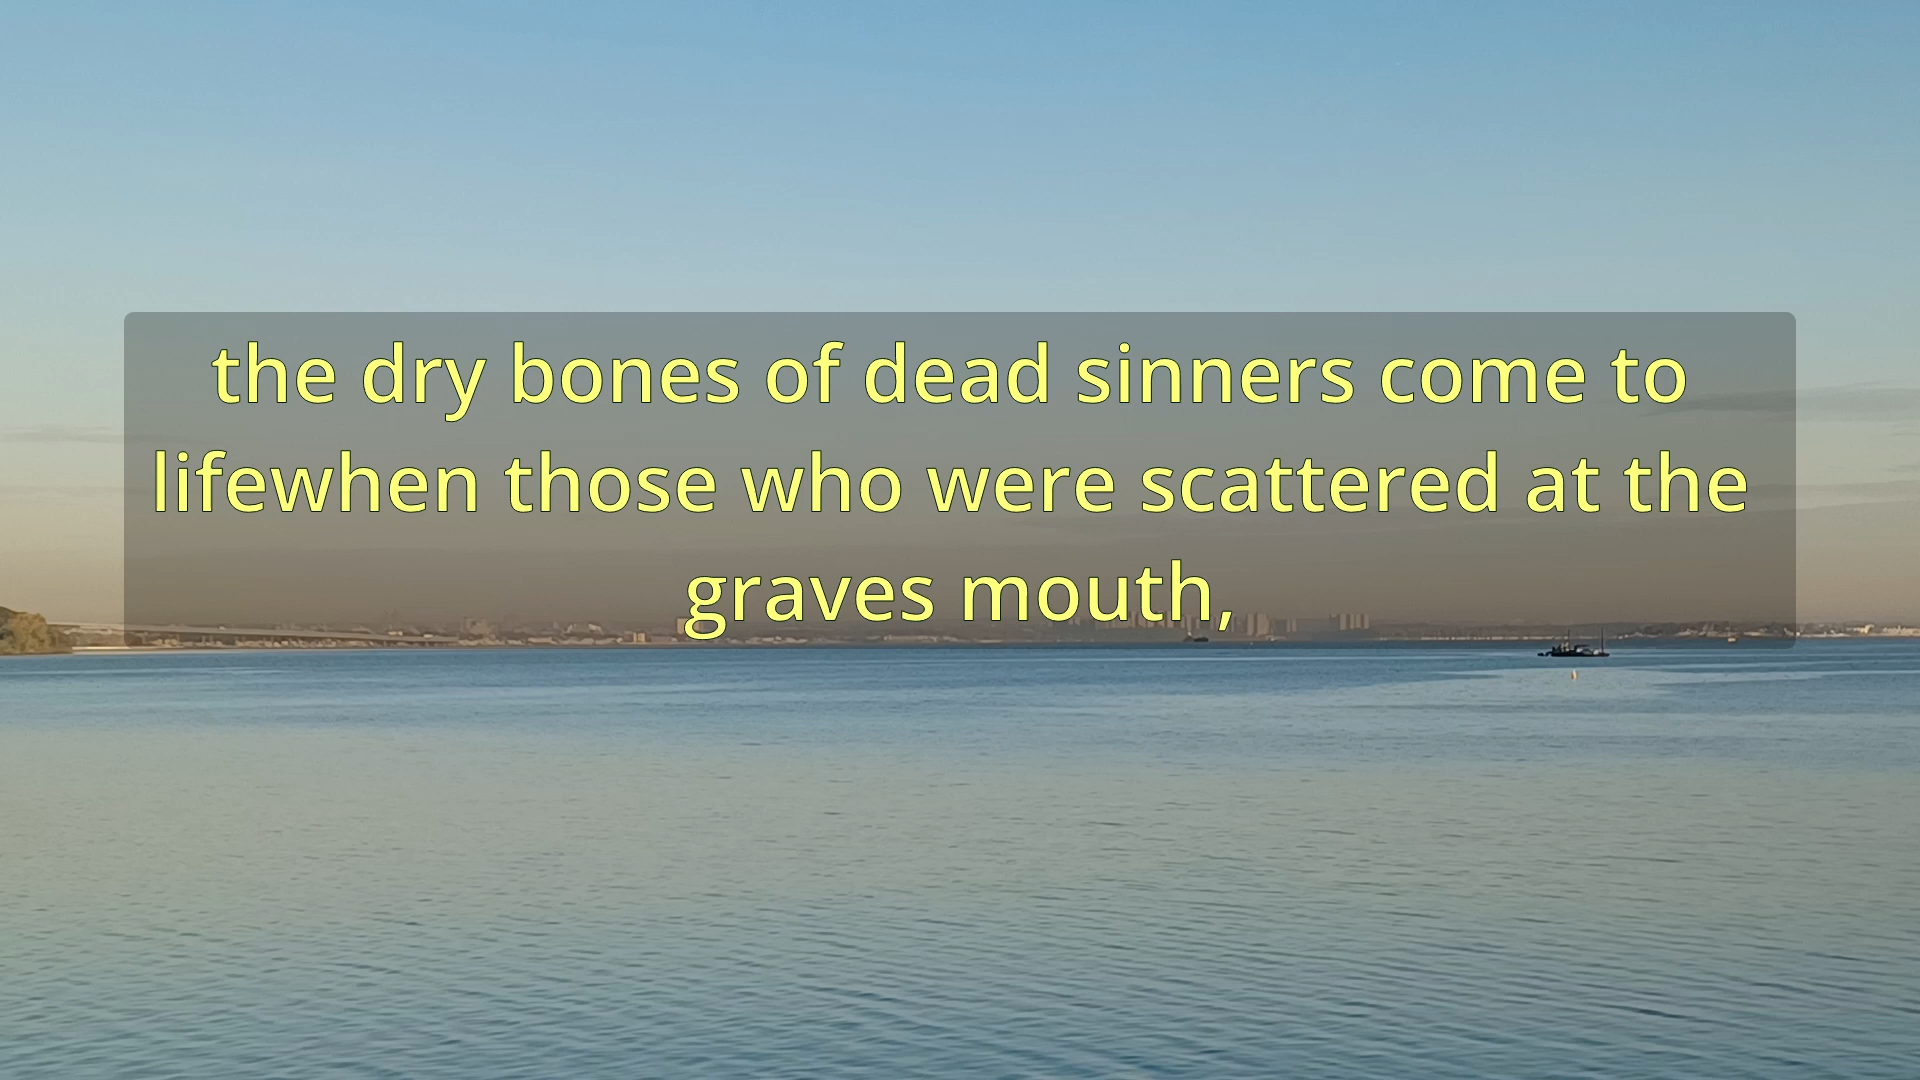 the dry bones of dead sinners come to
lifewhen those who were scattered at the
graves mouth,